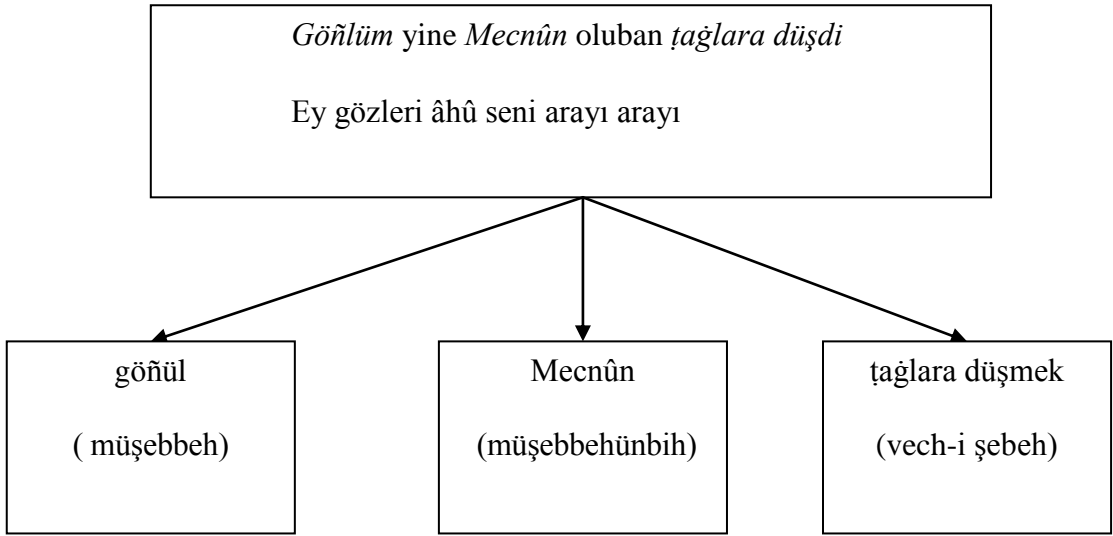 Göñlüm yine Mecnûn oluban ṭaġlara düşdi
Ey gözleri âhû seni arayı arayı
göñül
( müşebbeh)
Mecnûn
(müşebbehünbih)
ṭaġlara düşmek
(vech-i şebeh)